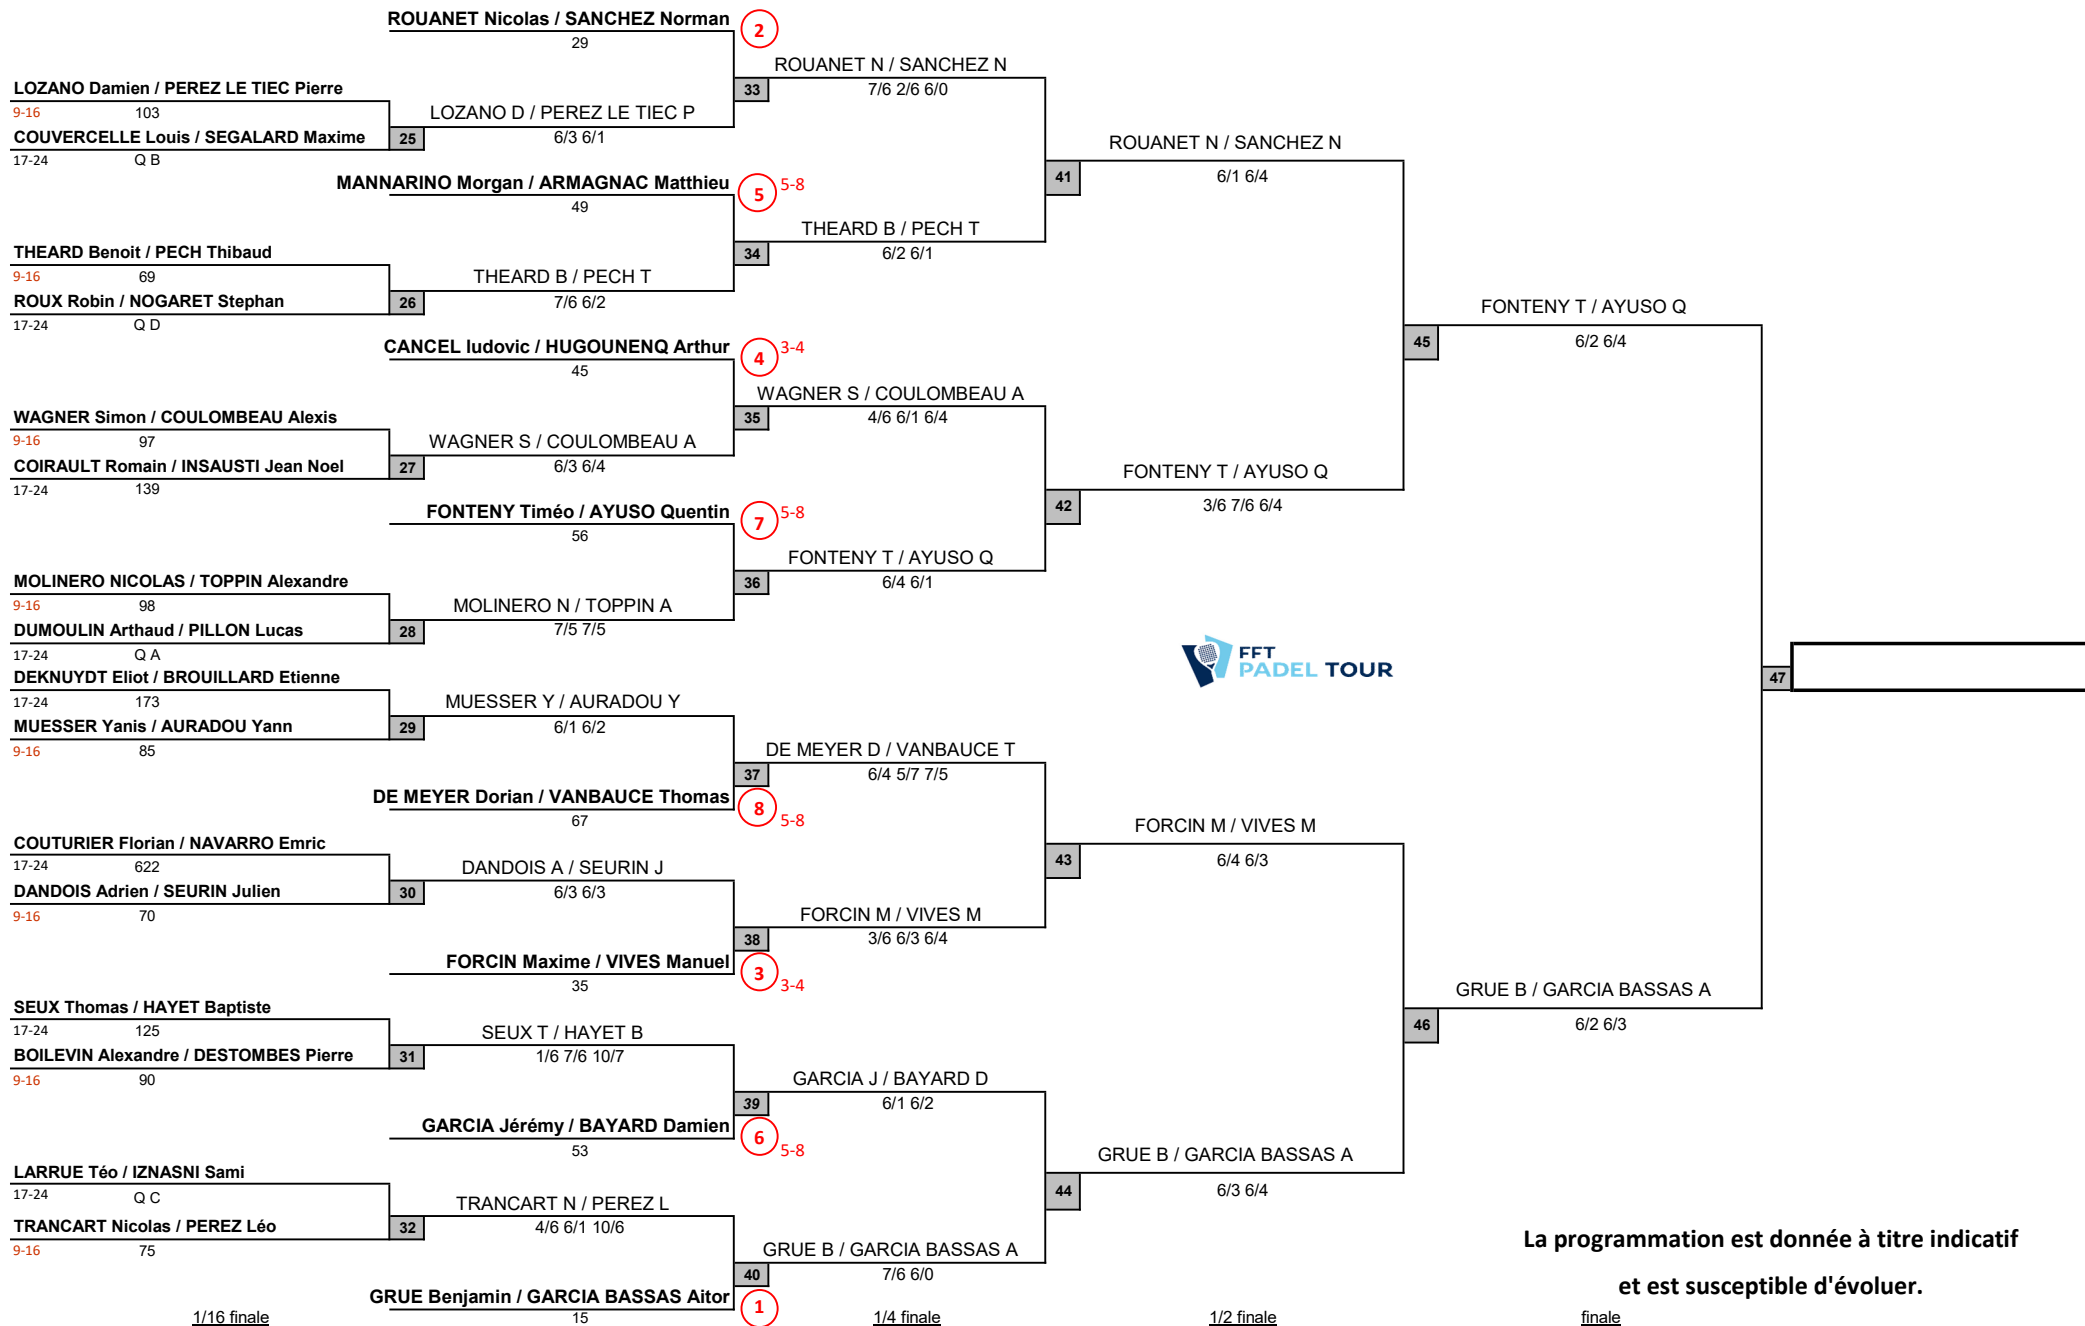 ROUANET Nicolas / SANCHEZ Norman
2
29
ROUANET N / SANCHEZ N
LOZANO Damien / PEREZ LE TIEC Pierre
33
7/6 2/6 6/0
9-16 103
LOZANO D / PEREZ LE TIEC P
COUVERCELLE Louis / SEGALARD Maxime
25
6/3 6/1
17-24 Q B
ROUANET N / SANCHEZ N
41
6/1 6/4
MANNARINO Morgan / ARMAGNAC Matthieu
5
5-8
49
THEARD B / PECH T
THEARD Benoit / PECH Thibaud
34
6/2 6/1
9-16 69
THEARD B / PECH T
ROUX Robin / NOGARET Stephan
26
7/6 6/2
17-24 Q D
FONTENY T / AYUSO Q
45
6/2 6/4
CANCEL ludovic / HUGOUNENQ Arthur
4
3-4
45
WAGNER S / COULOMBEAU A
WAGNER Simon / COULOMBEAU Alexis
35
4/6 6/1 6/4
9-16 97
WAGNER S / COULOMBEAU A
COIRAULT Romain / INSAUSTI Jean Noel
27
6/3 6/4
17-24 139
FONTENY T / AYUSO Q
42
3/6 7/6 6/4
FONTENY Timéo / AYUSO Quentin
7
5-8
56
FONTENY T / AYUSO Q
MOLINERO NICOLAS / TOPPIN Alexandre
36
6/4 6/1
9-16 98
MOLINERO N / TOPPIN A
DUMOULIN Arthaud / PILLON Lucas
28
7/5 7/5
17-24 Q A
FFT
PADEL TOUR
47
DEKNUYDT Eliot / BROUILLARD Etienne
17-24 173
MUESSER Y / AURADOU Y
MUESSER Yanis / AURADOU Yann
29
6/1 6/2
9-16 85
DE MEYER D / VANBAUCE T
37
6/4 5/7 7/5
DE MEYER Dorian / VANBAUCE Thomas
8
5-8
67
FORCIN M / VIVES M
43
6/4 6/3
COUTURIER Florian / NAVARRO Emric
17-24 622
DANDOIS A / SEURIN J
DANDOIS Adrien / SEURIN Julien
30
6/3 6/3
9-16 70
FORCIN M / VIVES M
38
3/6 6/3 6/4
FORCIN Maxime / VIVES Manuel
3
3-4
35
GRUE B / GARCIA BASSAS A
46
6/2 6/3
SEUX Thomas / HAYET Baptiste
17-24 125
SEUX T / HAYET B
BOILEVIN Alexandre / DESTOMBES Pierre
31
1/6 7/6 10/7
9-16 90
GARCIA J / BAYARD D
39
6/1 6/2
GARCIA Jérémy / BAYARD Damien
6
5-8
53
GRUE B / GARCIA BASSAS A
44
6/3 6/4
LARRUE Téo / IZNASNI Sami
17-24 Q C
TRANCART N / PEREZ L
TRANCART Nicolas / PEREZ Léo
32
4/6 6/1 10/6
9-16 75
GRUE B / GARCIA BASSAS A
40
7/6 6/0
GRUE Benjamin / GARCIA BASSAS Aitor
1
15
La programmation est donnée à titre indicatif
et est susceptible d'évoluer.
1/16 finale
1/4 finale
1/2 finale
finale